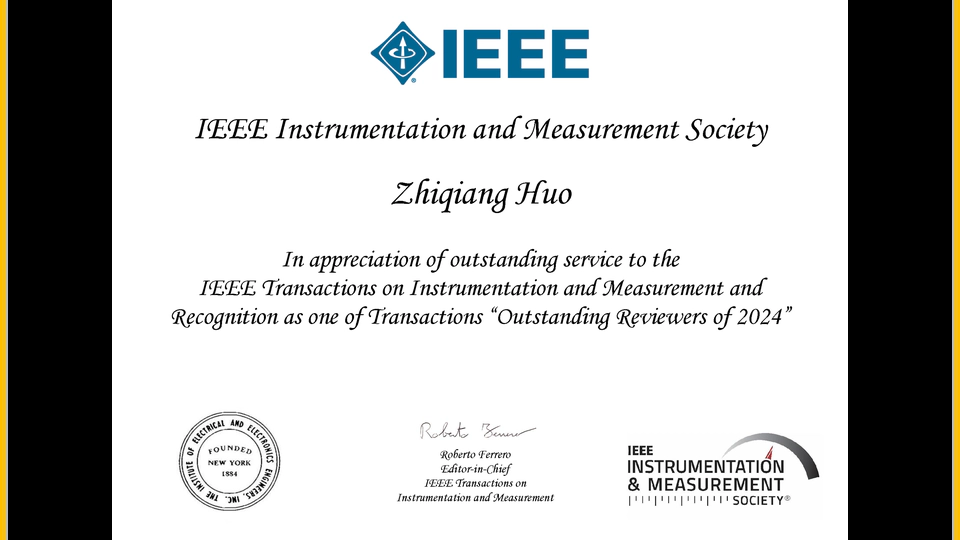 IEEE
IEEE Instrumentation and Measurement Society
Zhiqiang Huo
In appreciation of outstanding service to the
IEEE Transactions on Instrumentation and Measurement and
Recognition as one of Transactions “Outstanding Reviewers of 2024”
THE INSTITUTE OF ELECTRICAL AND ELECTRONICS ENGINEERS, INC.
FOUNDED
NEW YORK
1884
Roberto Ferrero
Roberto Ferrero
Editor-in-Chief
IEEE Transactions on
Instrumentation and Measurement
IEEE
INSTRUMENTATION
& MEASUREMENT
SOCIETY®